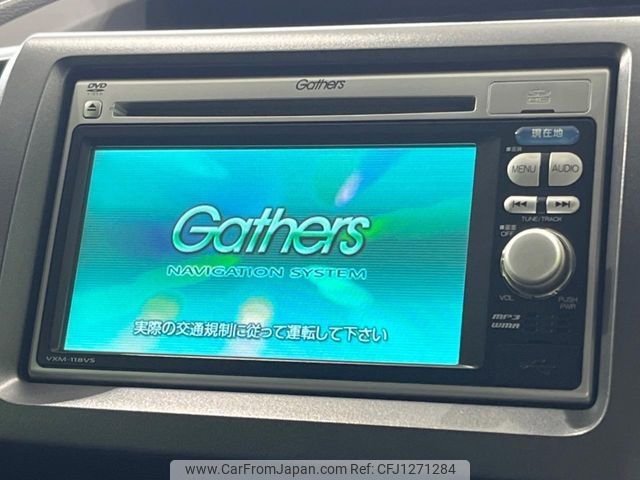 DVD
Gathers
現在地
MENU
AUDIO
TUNE/TRACK
OFF
VOL
PUSH
PWR
MP3
WMA
Gathers
NAVIGATION SYSTEM
実際の交通規制に従って運転して下さい
VXM-118VS
www.CarFromJapan.com CFJ1271284